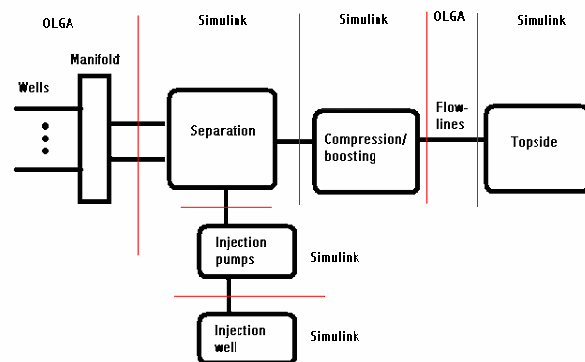 OLGA
Simulink
Simulink
OLGA
Simulink
Manifold
Wells
Separation
Compression/
boosting
Flow-
lines
Topside
Injection
pumps
Simulink
Injection
well
Simulink